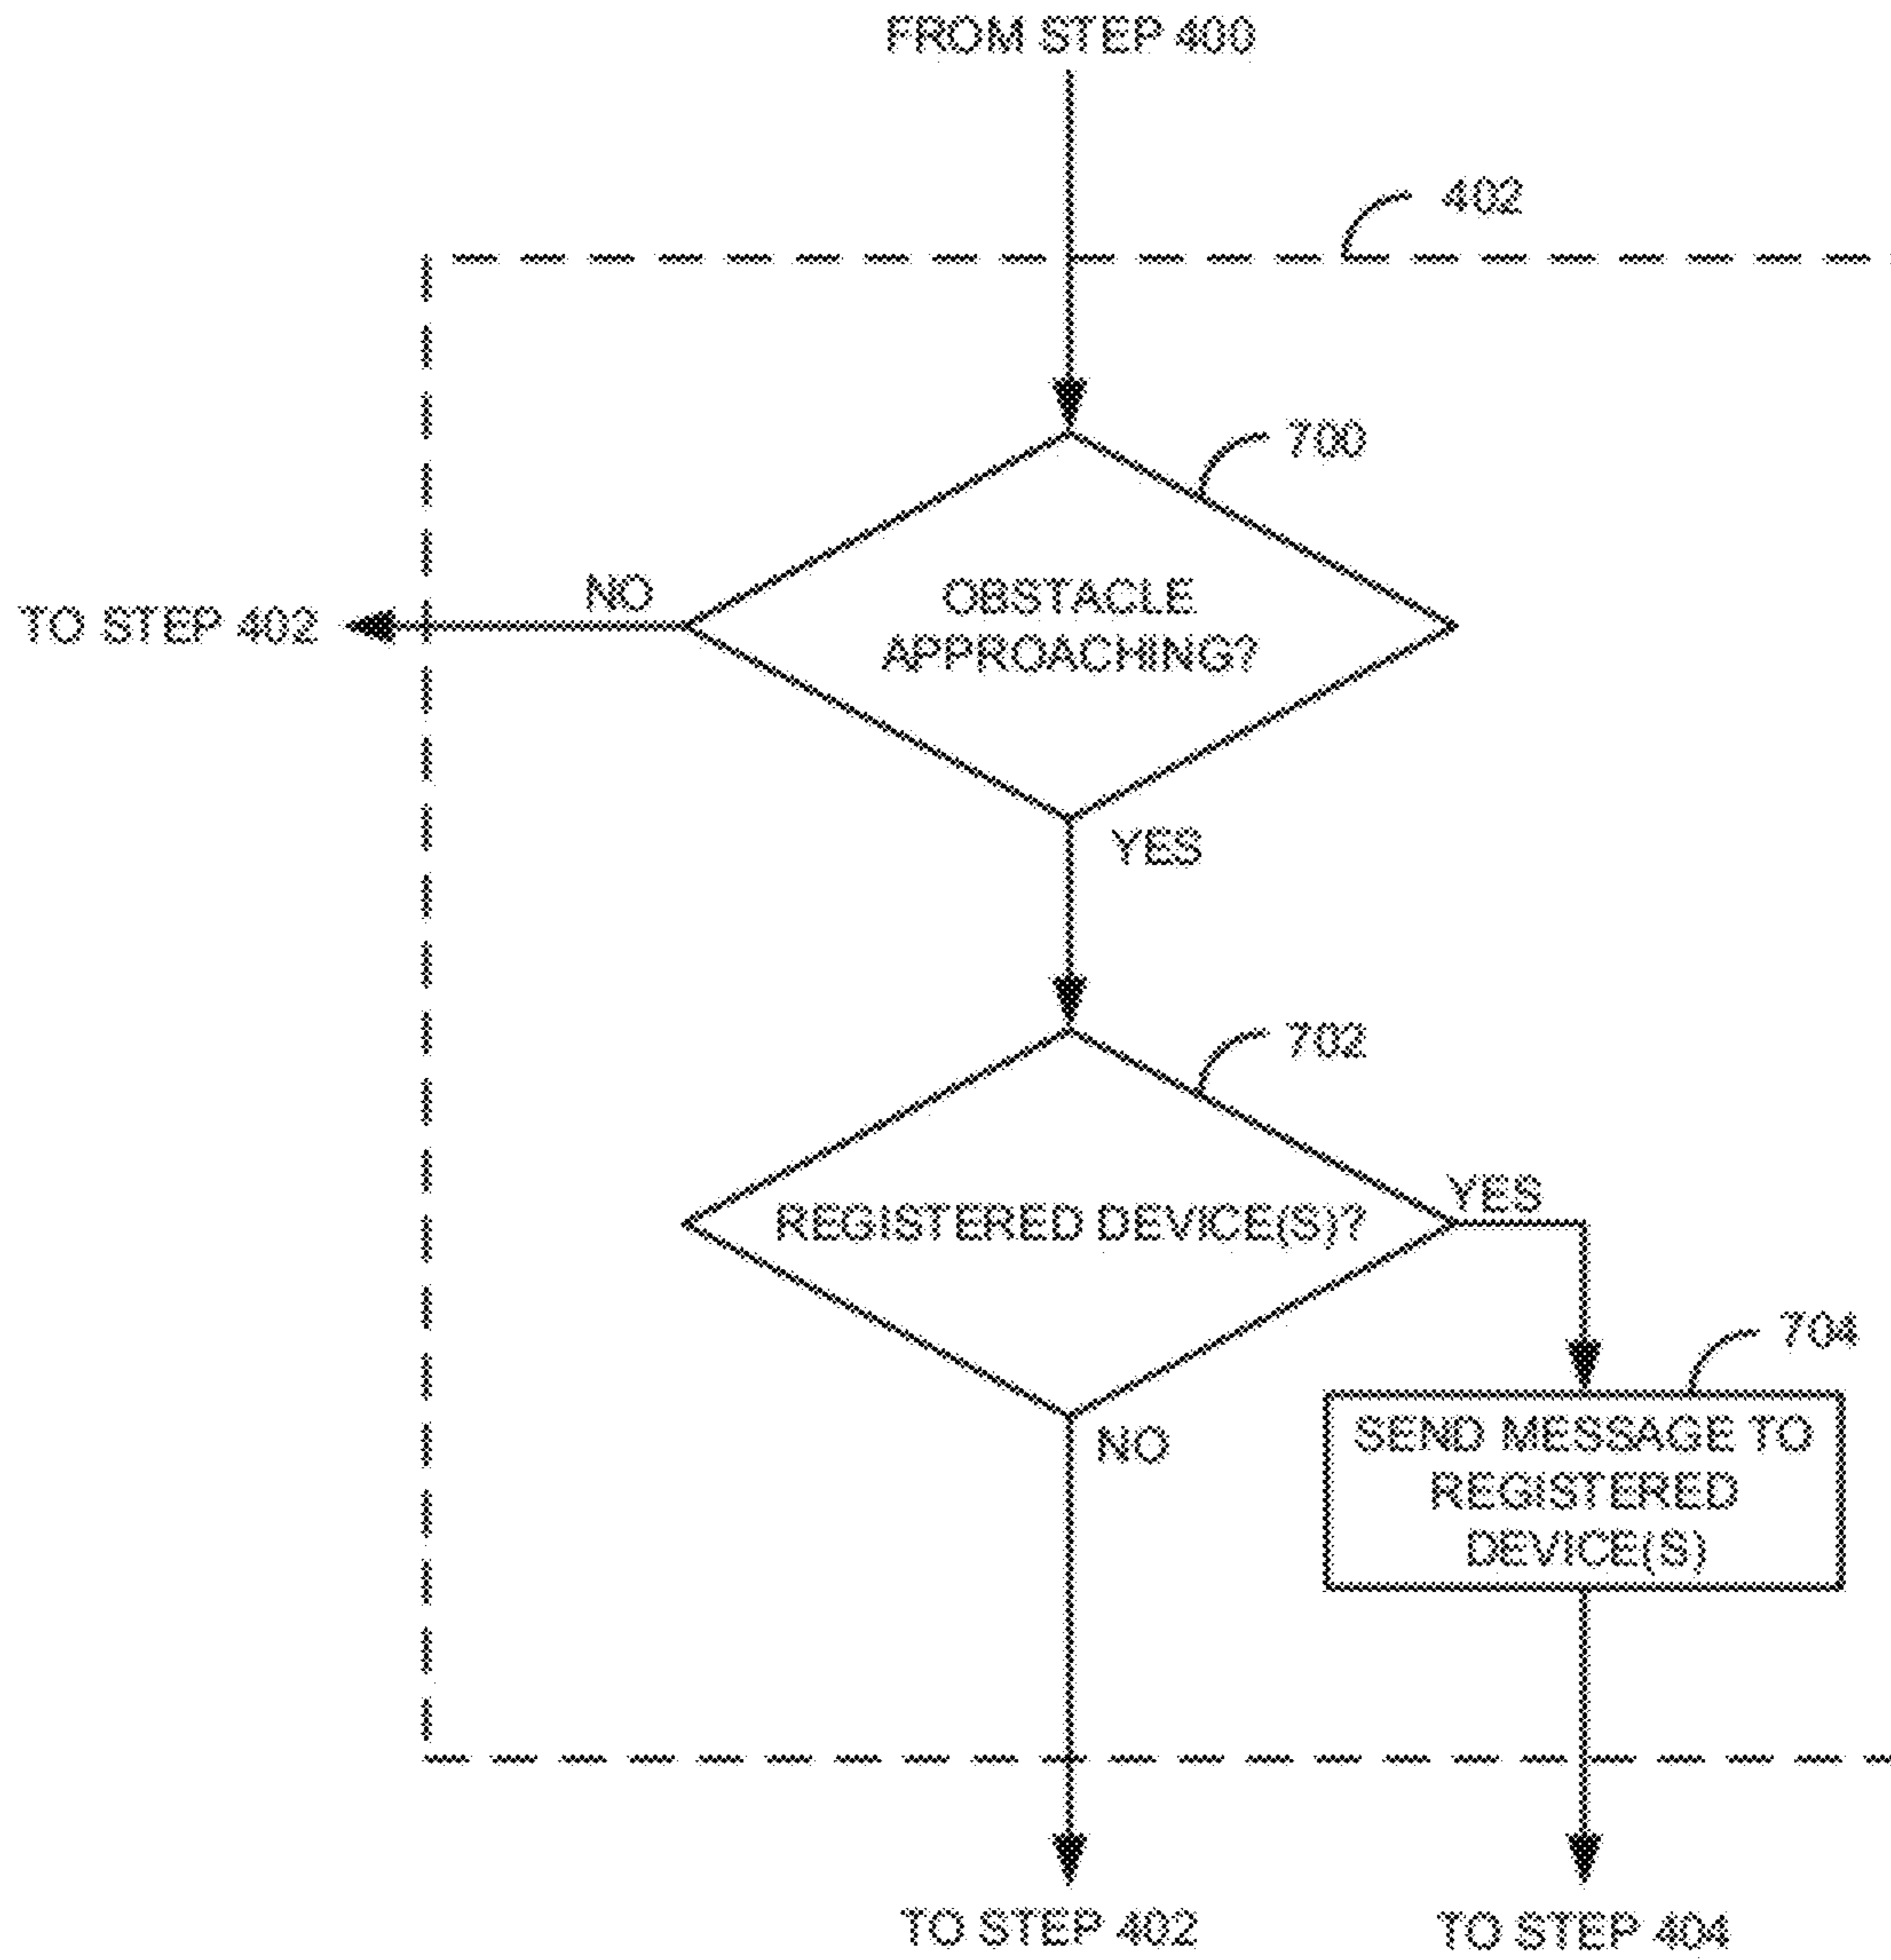 FROM STEP 400
402
700
NO
OBSTACLE
APPROACHING?
TO STEP 402
YES
702
YES
REGISTERED DEVICE(S)?
704
NO
SEND MESSAGE TO
REGISTERED
DEVICE(S)
TO STEP 402
TO STEP 404